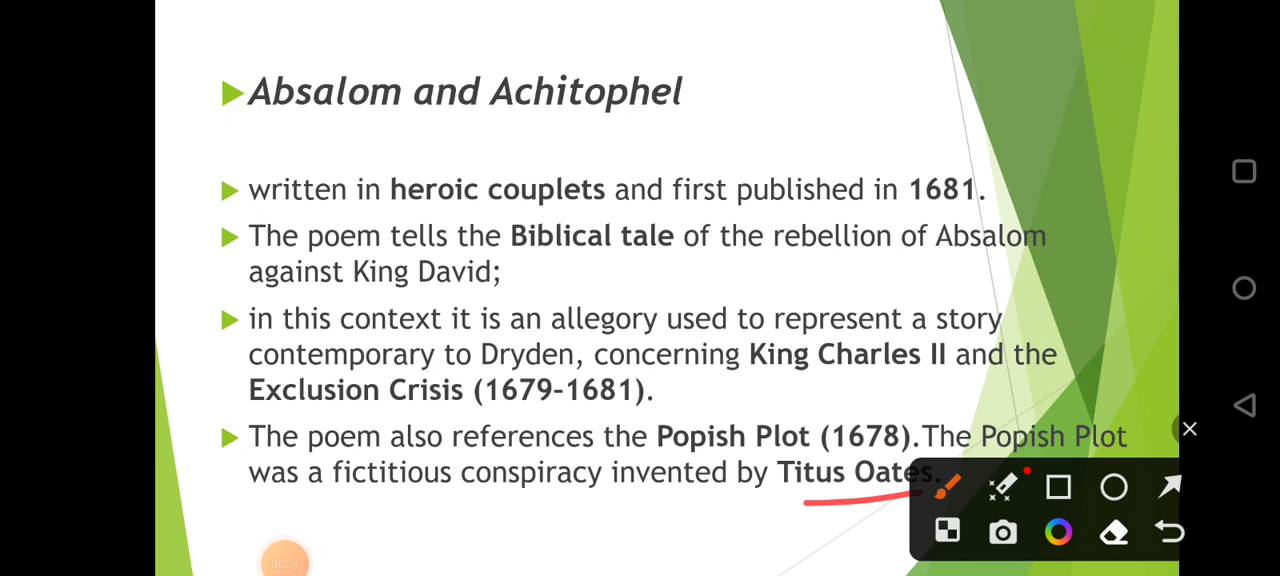 Absalom and Achitophel
written in heroic couplets and first published in 1681.
The poem tells the Biblical tale of the rebellion of Absalom
against King David;
in this context it is an allegory used to represent a story
contemporary to Dryden, concerning King Charles II and the
Exclusion Crisis (1679–1681).
The poem also references the Popish Plot (1678).The Popish Plot
was a fictitious conspiracy invented by Titus Oates.
06:24